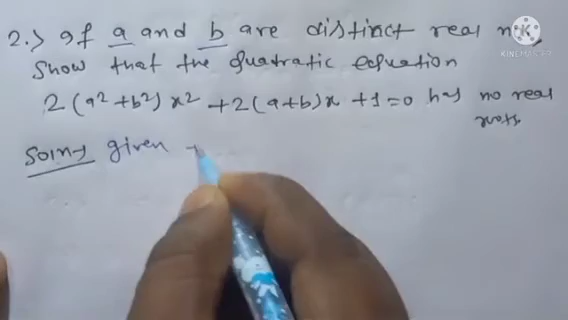 2.) If a and b are distinct real
Show that the quadratic equation
2(a²+b²)x² +2(a+b)x +1=0 has no real
roots
Soln→ given
KINEMASTER